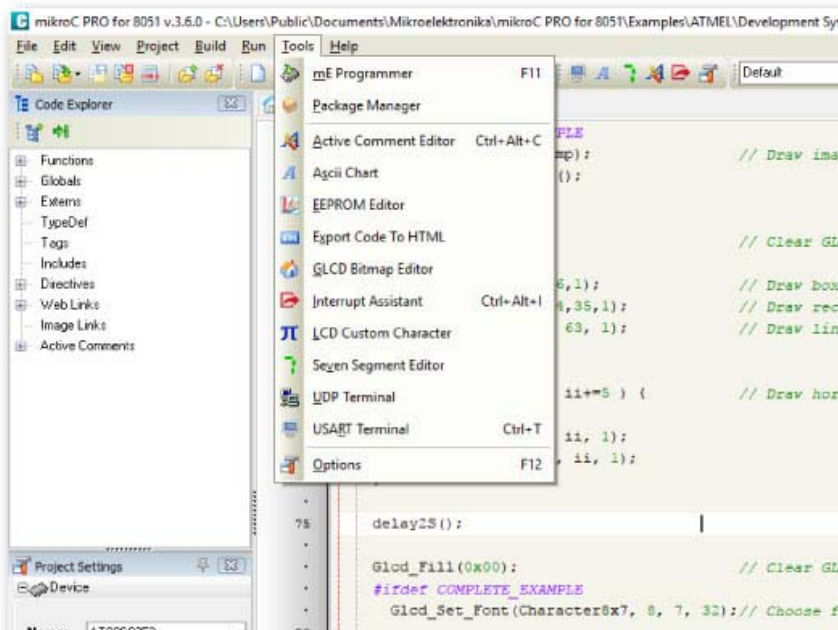 mikroC PRO for 8051 v.3.6.0 - C:\Users\Public\Documents\Mikroelektronika\mikroC PRO for 8051\Examples\ATMEL\Development Sy
File Edit View Project Build Run Tools Help
Default
Code Explorer
Functions
Globals
Externs
TypeDef
Tags
Includes
Directives
Web Links
Image Links
Active Comments
mE Programmer F11
Package Manager
Active Comment Editor Ctrl+Alt+C
Ascii Chart
EEPROM Editor
Export Code To HTML
GLCD Bitmap Editor
Interrupt Assistant Ctrl+Alt+I
LCD Custom Character
Seven Segment Editor
UDP Terminal
USART Terminal Ctrl+T
Options F12
PLE
mp); // Draw ima
();
// Clear GL
6,1); // Draw box
4,35,1); // Draw rec
63, 1); // Draw lin
ii+=5 ) { // Draw hor
ii, 1);
, ii, 1);
75 delay2S();
Glcd_Fill(0x00); // Clear GL
#ifdef COMPLETE_EXAMPLE
Glcd_Set_Font(Character8x7, 8, 7, 32);// Choose f
Project Settings
Device